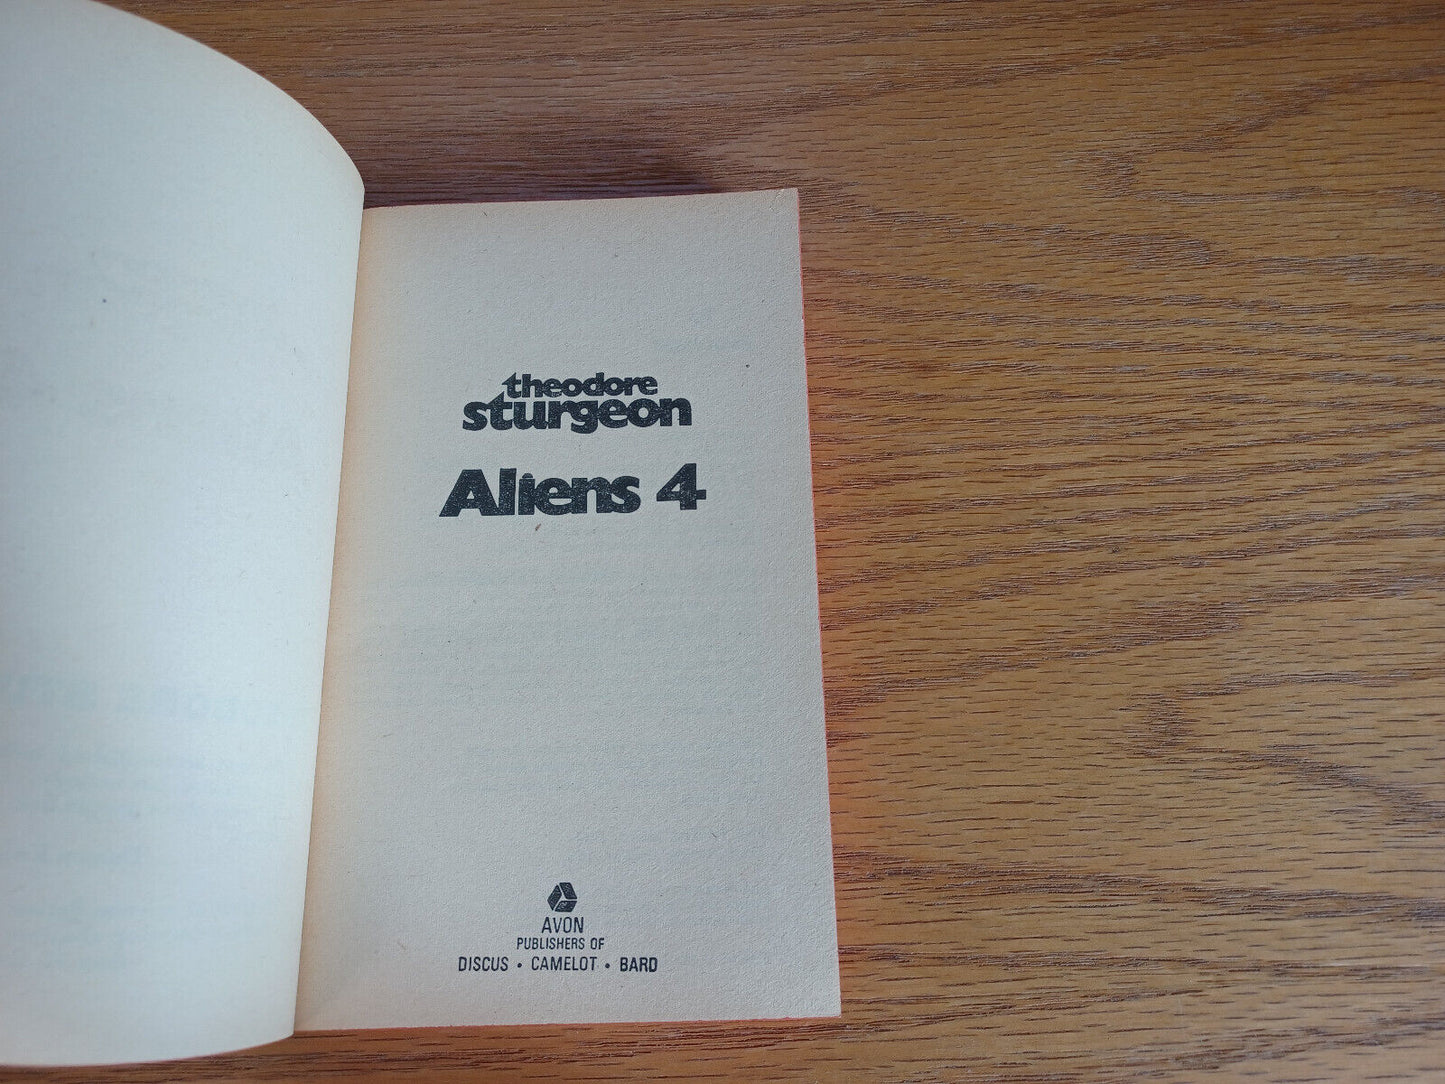 theodore
sturgeon
Aliens 4
AVON
PUBLISHERS OF
DISCUS • CAMELOT • BARD